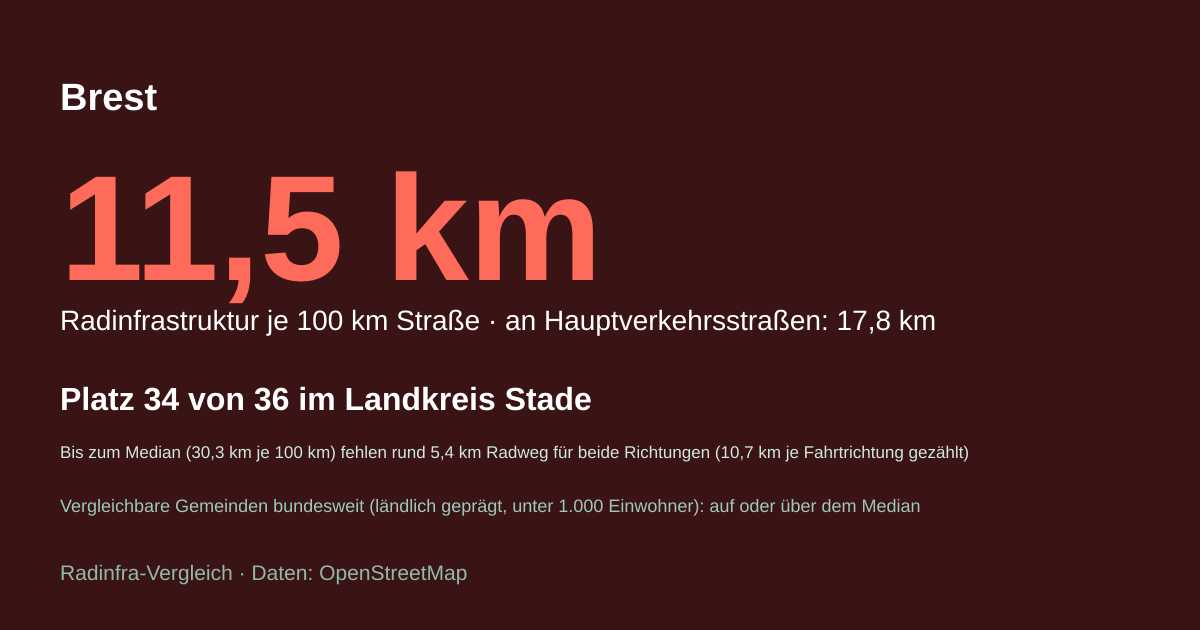 Brest
11,5 km
Radinfrastruktur je 100 km Straße · an Hauptverkehrsstraßen: 17,8 km
Platz 34 von 36 im Landkreis Stade
Bis zum Median (30,3 km je 100 km) fehlen rund 5,4 km Radweg für beide Richtungen (10,7 km je Fahrtrichtung gezählt)
Vergleichbare Gemeinden bundesweit (ländlich geprägt, unter 1.000 Einwohner): auf oder über dem Median
Radinfra-Vergleich · Daten: OpenStreetMap